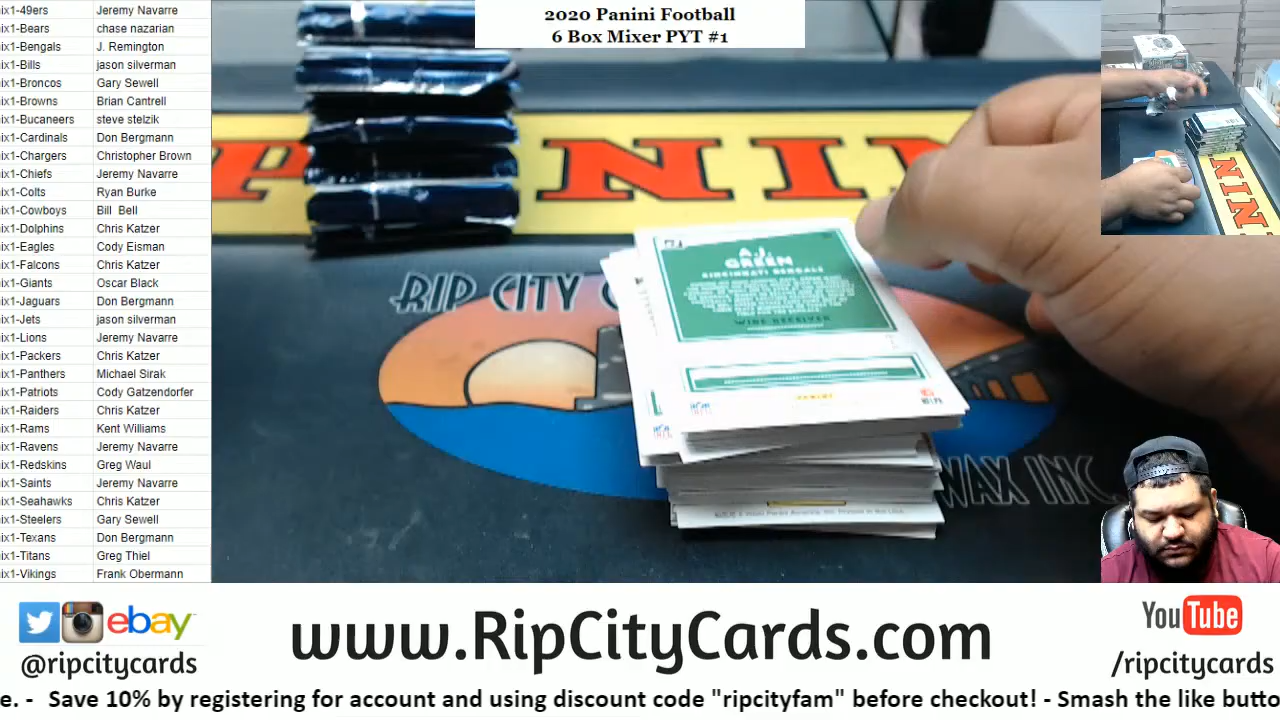 2020 Panini Football
6 Box Mixer PYT #1
ix1-49ers Jeremy Navarre
ix1-Bears chase nazarian
ix1-Bengals J. Remington
ix1-Bills jason silverman
ix1-Broncos Gary Sewell
ix1-Browns Brian Cantrell
ix1-Bucaneers steve stelzik
ix1-Cardinals Don Bergmann
ix1-Chargers Christopher Brown
ix1-Chiefs Jeremy Navarre
ix1-Colts Ryan Burke
ix1-Cowboys Bill Bell
ix1-Dolphins Chris Katzer
ix1-Eagles Cody Eisman
ix1-Falcons Chris Katzer
ix1-Giants Oscar Black
ix1-Jaguars Don Bergmann
ix1-Jets jason silverman
ix1-Lions Jeremy Navarre
ix1-Packers Chris Katzer
ix1-Panthers Michael Sirak
ix1-Patriots Cody Gatzendorfer
ix1-Raiders Chris Katzer
ix1-Rams Kent Williams
ix1-Ravens Jeremy Navarre
ix1-Redskins Greg Waul
ix1-Saints Jeremy Navarre
ix1-Seahawks Chris Katzer
ix1-Steelers Gary Sewell
ix1-Texans Don Bergmann
ix1-Titans Greg Thiel
ix1-Vikings Frank Obermann
PANINI
RIP CITY
WAX INC.
A.J.
GREEN
CINCINNATI BENGALS
WIDE RECEIVER
PANINI
NIN
ebay
@ripcitycards
www.RipCityCards.com
YouTube
/ripcitycards
e. - Save 10% by registering for account and using discount code "ripcityfam" before checkout! - Smash the like butto